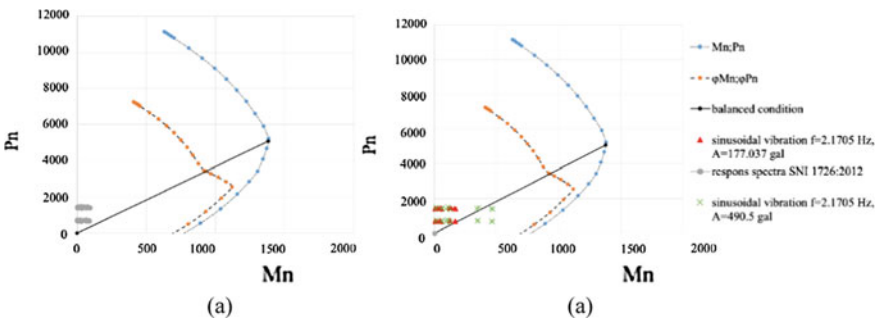 12000
10000
8000
6000
4000
2000
0
Pn
0
500
1000
1500
2000
Mn
(a)
12000
10000
8000
6000
4000
2000
0
Pn
0
500
1000
1500
2000
Mn
(a)
Mn;Pn
φMn;φPn
balanced condition
sinusoidal vibration f=2.1705 Hz,
A=177.037 gal
respons spectra SNI 1726:2012
sinusoidal vibration f=2.1705 Hz,
A=490.5 gal